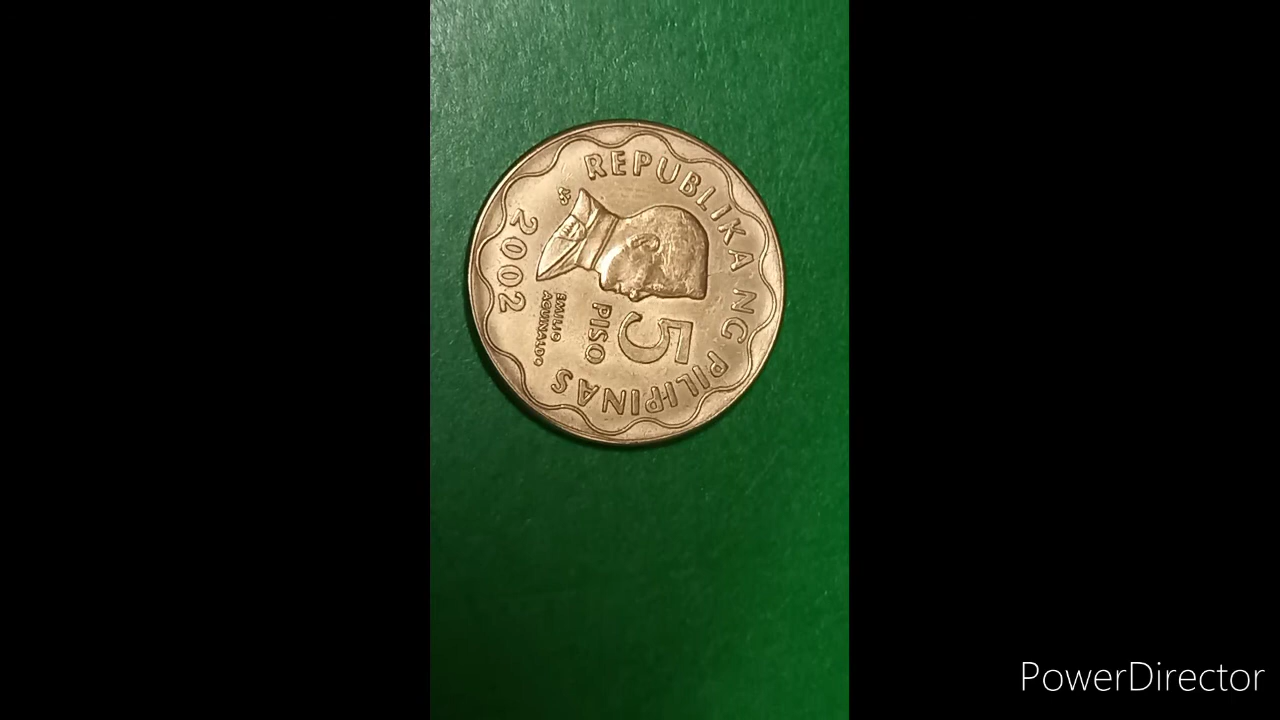 REPUBLIKA NG PILIPINAS
5
PISO
EMILIO
AGUINALDO
2002
PowerDirector